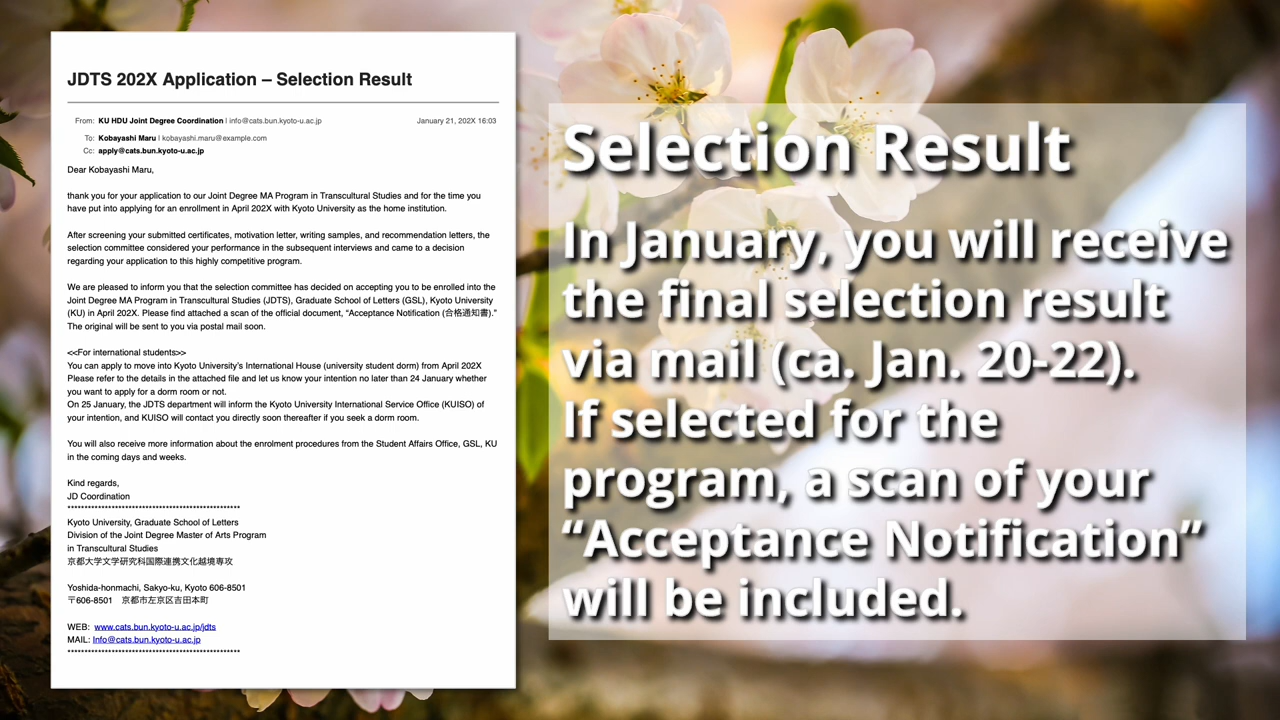 JDTS 202X Application – Selection Result
From: KU HDU Joint Degree Coordination | info@cats.bun.kyoto-u.ac.jp January 21, 202X 16:03
To: Kobayashi Maru | kobayashi.maru@example.com
Cc: apply@cats.bun.kyoto-u.ac.jp
Dear Kobayashi Maru,
thank you for your application to our Joint Degree MA Program in Transcultural Studies and for the time you
have put into applying for an enrollment in April 202X with Kyoto University as the home institution.
After screening your submitted certificates, motivation letter, writing samples, and recommendation letters, the
selection committee considered your performance in the subsequent interviews and came to a decision
regarding your application to this highly competitive program.
We are pleased to inform you that the selection committee has decided on accepting you to be enrolled into the
Joint Degree MA Program in Transcultural Studies (JDTS), Graduate School of Letters (GSL), Kyoto University
(KU) in April 202X. Please find attached a scan of the official document, “Acceptance Notification (合格通知書).”
The original will be sent to you via postal mail soon.
<<For international students>>
You can apply to move into Kyoto University’s International House (university student dorm) from April 202X
Please refer to the details in the attached file and let us know your intention no later than 24 January whether
you want to apply for a dorm room or not.
On 25 January, the JDTS department will inform the Kyoto University International Service Office (KUISO) of
your intention, and KUISO will contact you directly soon thereafter if you seek a dorm room.
You will also receive more information about the enrolment procedures from the Student Affairs Office, GSL, KU
in the coming days and weeks.
Kind regards,
JD Coordination
****************************************************
Kyoto University, Graduate School of Letters
Division of the Joint Degree Master of Arts Program
in Transcultural Studies
京都大学文学研究科国際連携文化越境専攻
Yoshida-honmachi, Sakyo-ku, Kyoto 606-8501
〒606-8501 京都市左京区吉田本町
WEB: www.cats.bun.kyoto-u.ac.jp/jdts
MAIL: Info@cats.bun.kyoto-u.ac.jp
****************************************************
Selection Result
In January, you will receive
the final selection result
via mail (ca. Jan. 20-22).
If selected for the
program, a scan of your
“Acceptance Notification”
will be included.